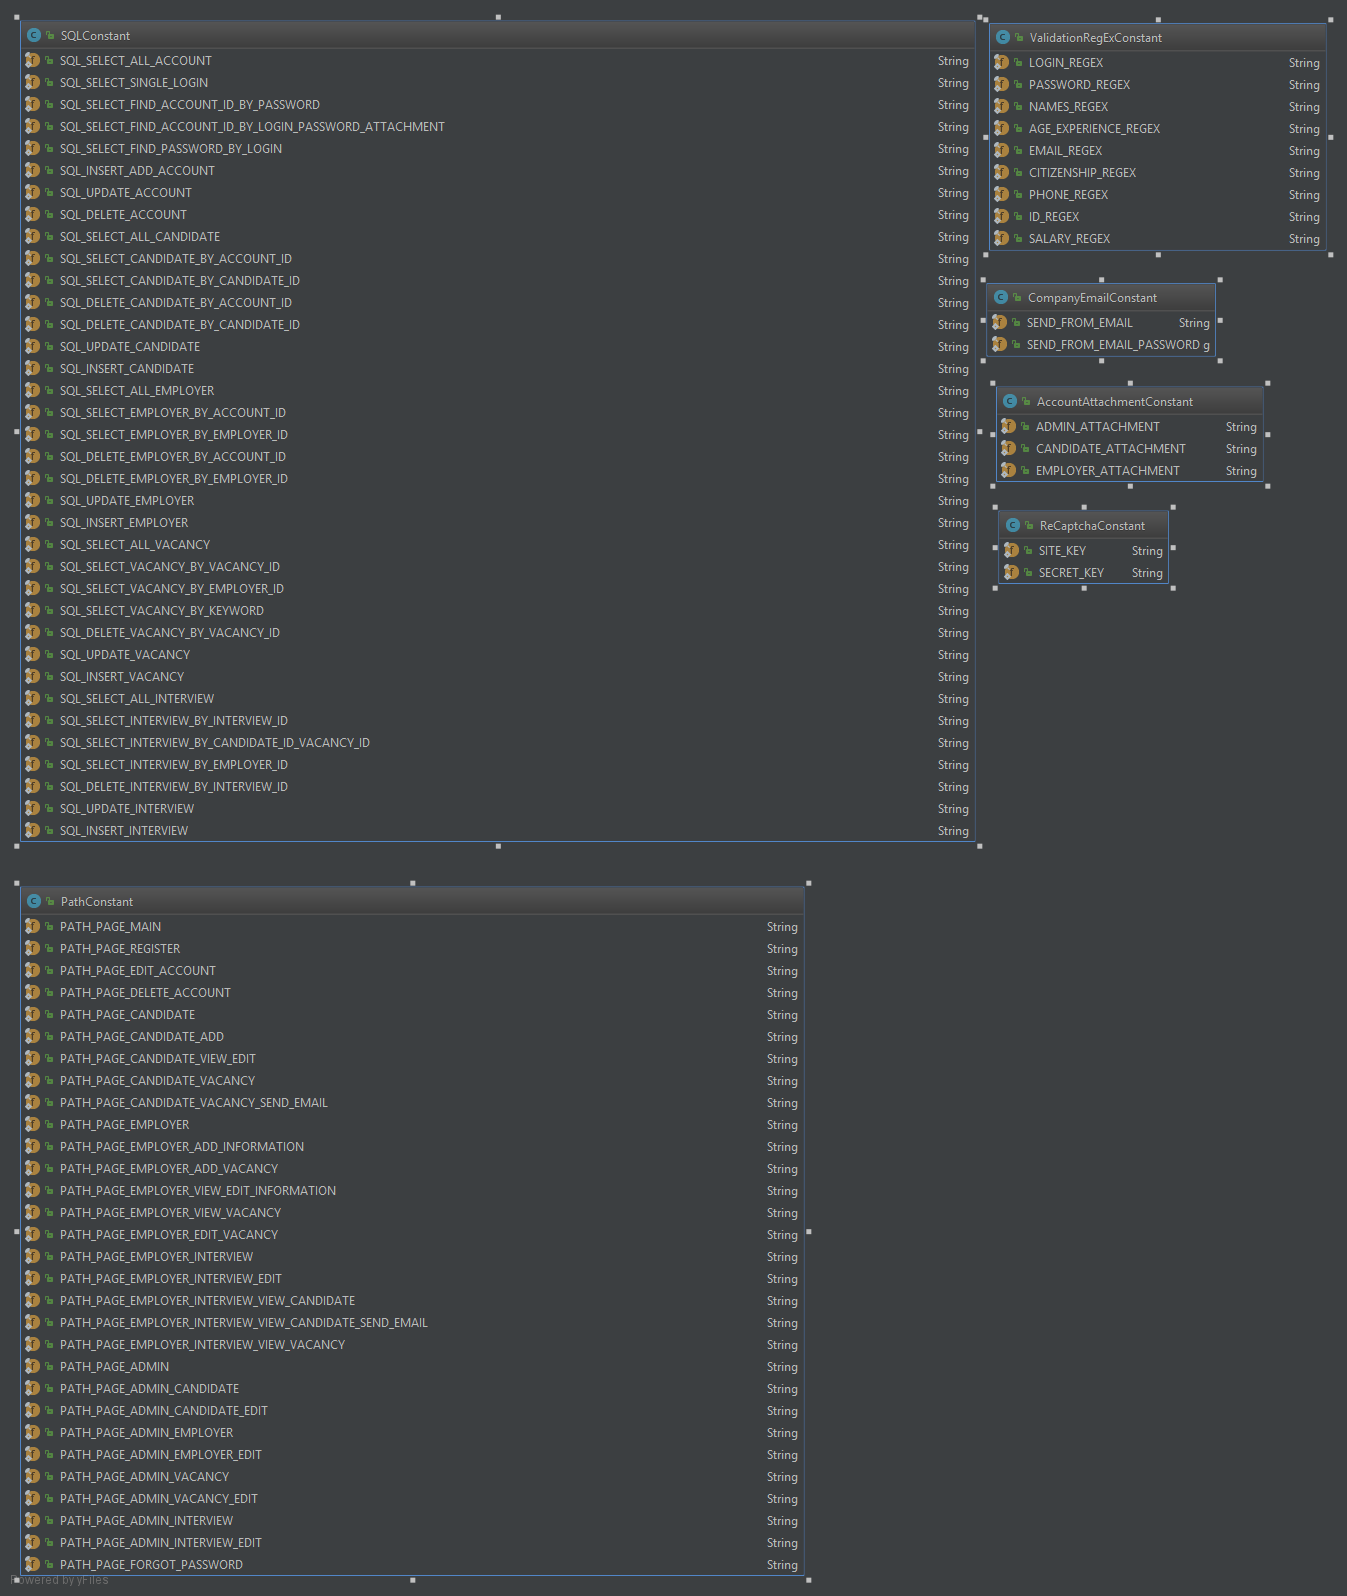 SQLConstant
SQL_SELECT_ALL_ACCOUNT String
SQL_SELECT_SINGLE_LOGIN String
SQL_SELECT_FIND_ACCOUNT_ID_BY_PASSWORD String
SQL_SELECT_FIND_ACCOUNT_ID_BY_LOGIN_PASSWORD_ATTACHMENT String
SQL_SELECT_FIND_PASSWORD_BY_LOGIN String
SQL_INSERT_ADD_ACCOUNT String
SQL_UPDATE_ACCOUNT String
SQL_DELETE_ACCOUNT String
SQL_SELECT_ALL_CANDIDATE String
SQL_SELECT_CANDIDATE_BY_ACCOUNT_ID String
SQL_SELECT_CANDIDATE_BY_CANDIDATE_ID String
SQL_DELETE_CANDIDATE_BY_ACCOUNT_ID String
SQL_DELETE_CANDIDATE_BY_CANDIDATE_ID String
SQL_UPDATE_CANDIDATE String
SQL_INSERT_CANDIDATE String
SQL_SELECT_ALL_EMPLOYER String
SQL_SELECT_EMPLOYER_BY_ACCOUNT_ID String
SQL_SELECT_EMPLOYER_BY_EMPLOYER_ID String
SQL_DELETE_EMPLOYER_BY_ACCOUNT_ID String
SQL_DELETE_EMPLOYER_BY_EMPLOYER_ID String
SQL_UPDATE_EMPLOYER String
SQL_INSERT_EMPLOYER String
SQL_SELECT_ALL_VACANCY String
SQL_SELECT_VACANCY_BY_VACANCY_ID String
SQL_SELECT_VACANCY_BY_EMPLOYER_ID String
SQL_SELECT_VACANCY_BY_KEYWORD String
SQL_DELETE_VACANCY_BY_VACANCY_ID String
SQL_UPDATE_VACANCY String
SQL_INSERT_VACANCY String
SQL_SELECT_ALL_INTERVIEW String
SQL_SELECT_INTERVIEW_BY_INTERVIEW_ID String
SQL_SELECT_INTERVIEW_BY_CANDIDATE_ID_VACANCY_ID String
SQL_SELECT_INTERVIEW_BY_EMPLOYER_ID String
SQL_DELETE_INTERVIEW_BY_INTERVIEW_ID String
SQL_UPDATE_INTERVIEW String
SQL_INSERT_INTERVIEW String
ValidationRegExConstant
LOGIN_REGEX String
PASSWORD_REGEX String
NAMES_REGEX String
AGE_EXPERIENCE_REGEX String
EMAIL_REGEX String
CITIZENSHIP_REGEX String
PHONE_REGEX String
ID_REGEX String
SALARY_REGEX String
CompanyEmailConstant
SEND_FROM_EMAIL String
SEND_FROM_EMAIL_PASSWORD g
AccountAttachmentConstant
ADMIN_ATTACHMENT String
CANDIDATE_ATTACHMENT String
EMPLOYER_ATTACHMENT String
ReCaptchaConstant
SITE_KEY String
SECRET_KEY String
PathConstant
PATH_PAGE_MAIN String
PATH_PAGE_REGISTER String
PATH_PAGE_EDIT_ACCOUNT String
PATH_PAGE_DELETE_ACCOUNT String
PATH_PAGE_CANDIDATE String
PATH_PAGE_CANDIDATE_ADD String
PATH_PAGE_CANDIDATE_VIEW_EDIT String
PATH_PAGE_CANDIDATE_VACANCY String
PATH_PAGE_CANDIDATE_VACANCY_SEND_EMAIL String
PATH_PAGE_EMPLOYER String
PATH_PAGE_EMPLOYER_ADD_INFORMATION String
PATH_PAGE_EMPLOYER_ADD_VACANCY String
PATH_PAGE_EMPLOYER_VIEW_EDIT_INFORMATION String
PATH_PAGE_EMPLOYER_VIEW_VACANCY String
PATH_PAGE_EMPLOYER_EDIT_VACANCY String
PATH_PAGE_EMPLOYER_INTERVIEW String
PATH_PAGE_EMPLOYER_INTERVIEW_EDIT String
PATH_PAGE_EMPLOYER_INTERVIEW_VIEW_CANDIDATE String
PATH_PAGE_EMPLOYER_INTERVIEW_VIEW_CANDIDATE_SEND_EMAIL String
PATH_PAGE_EMPLOYER_INTERVIEW_VIEW_VACANCY String
PATH_PAGE_ADMIN String
PATH_PAGE_ADMIN_CANDIDATE String
PATH_PAGE_ADMIN_CANDIDATE_EDIT String
PATH_PAGE_ADMIN_EMPLOYER String
PATH_PAGE_ADMIN_EMPLOYER_EDIT String
PATH_PAGE_ADMIN_VACANCY String
PATH_PAGE_ADMIN_VACANCY_EDIT String
PATH_PAGE_ADMIN_INTERVIEW String
PATH_PAGE_ADMIN_INTERVIEW_EDIT String
PATH_PAGE_FORGOT_PASSWORD String
Powered by yFiles